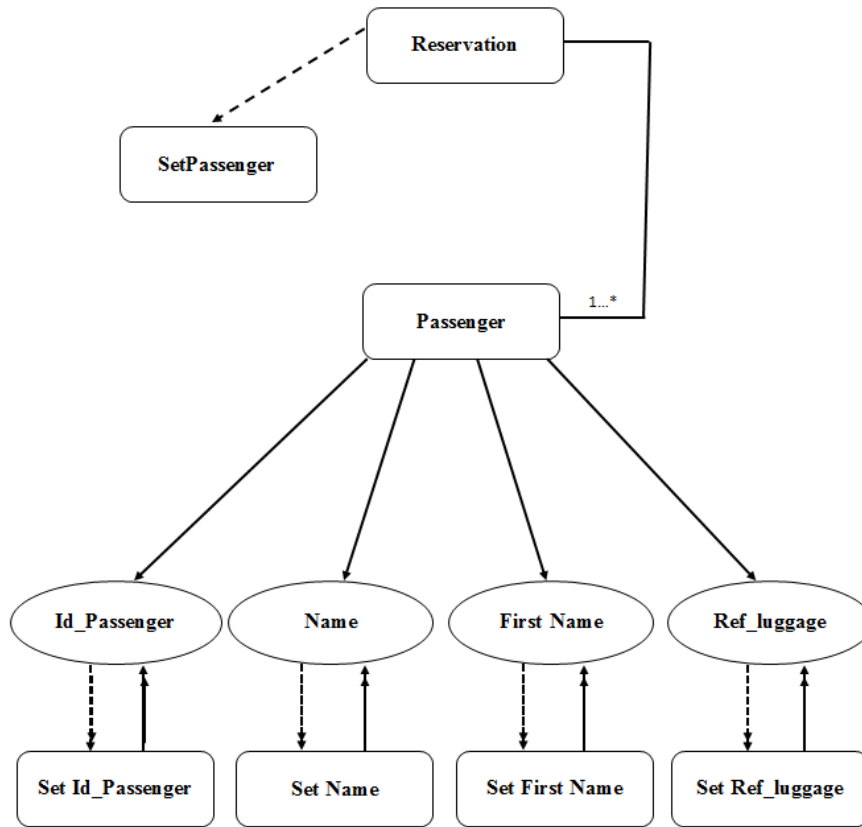 Reservation
SetPassenger
1...*
Passenger
Id_Passenger
Name
First Name
Ref_luggage
Set Id_Passenger
Set Name
Set First Name
Set Ref_luggage